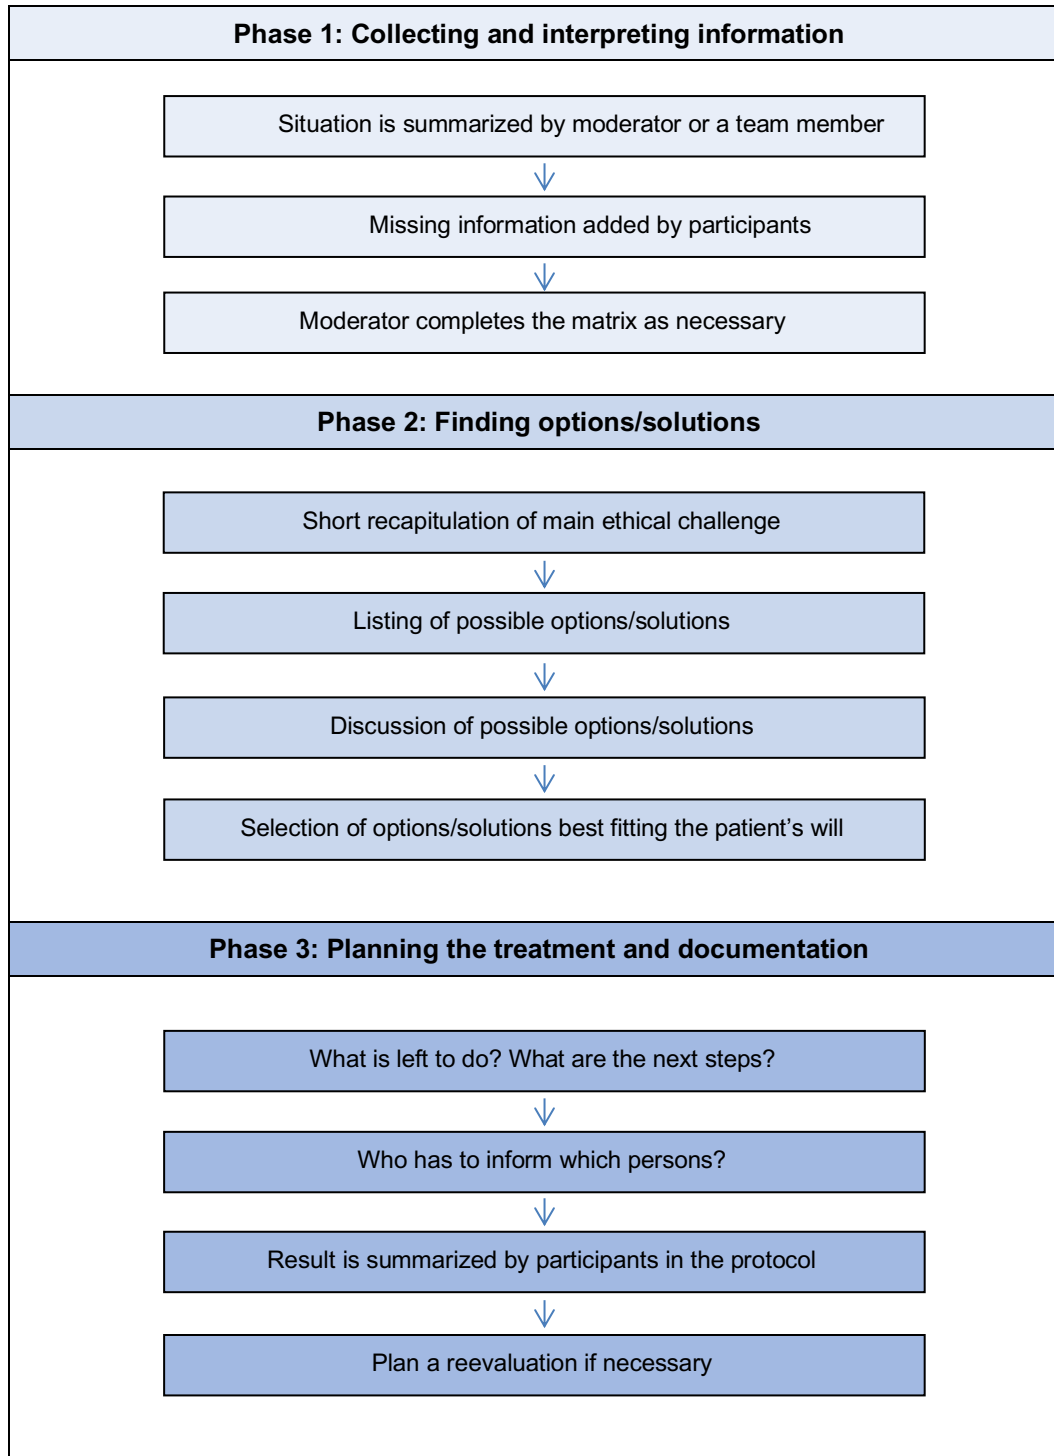 Phase 1: Collecting and interpreting information
Situation is summarized by moderator or a team member
Missing information added by participants
Moderator completes the matrix as necessary
Phase 2: Finding options/solutions
Short recapitulation of main ethical challenge
Listing of possible options/solutions
Discussion of possible options/solutions
Selection of options/solutions best fitting the patient’s will
Phase 3: Planning the treatment and documentation
What is left to do? What are the next steps?
Who has to inform which persons?
Result is summarized by participants in the protocol
Plan a reevaluation if necessary